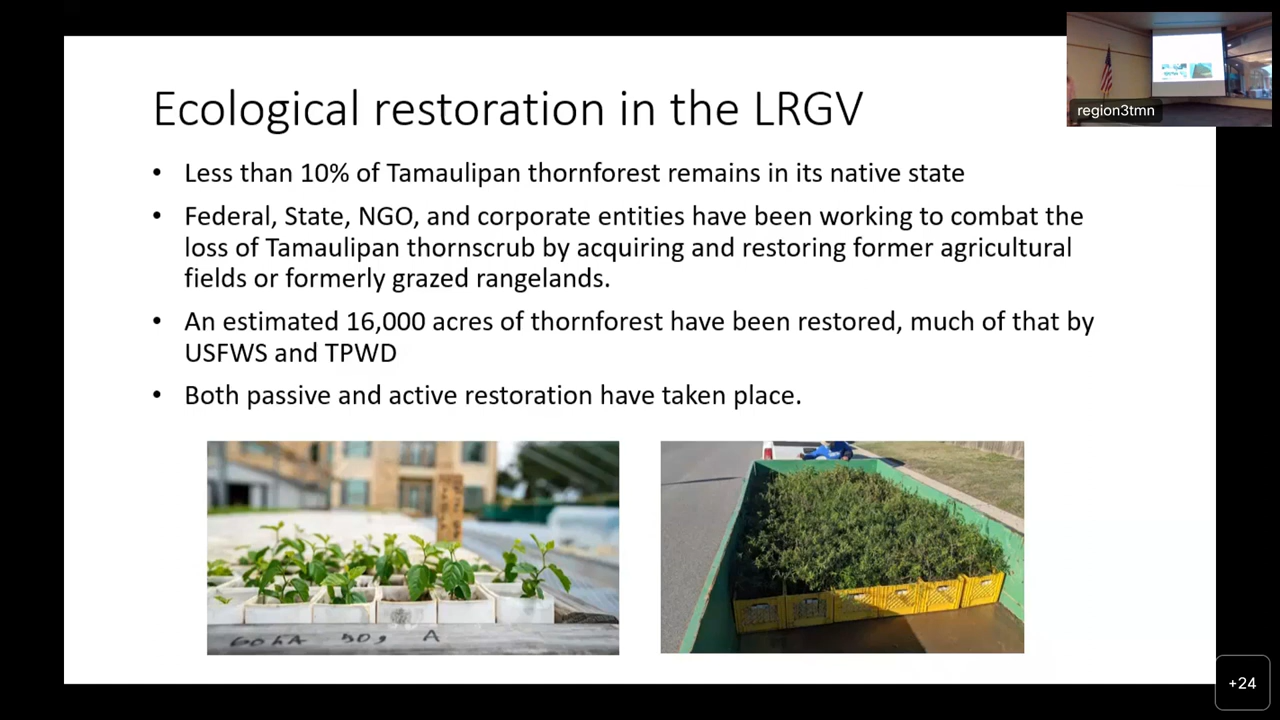 Ecological restoration in the LRGV
region3tmn
• Less than 10% of Tamaulipan thornforest remains in its native state
• Federal, State, NGO, and corporate entities have been working to combat the
loss of Tamaulipan thornscrub by acquiring and restoring former agricultural
fields or formerly grazed rangelands.
• An estimated 16,000 acres of thornforest have been restored, much of that by
USFWS and TPWD
• Both passive and active restoration have taken place.
A
+24